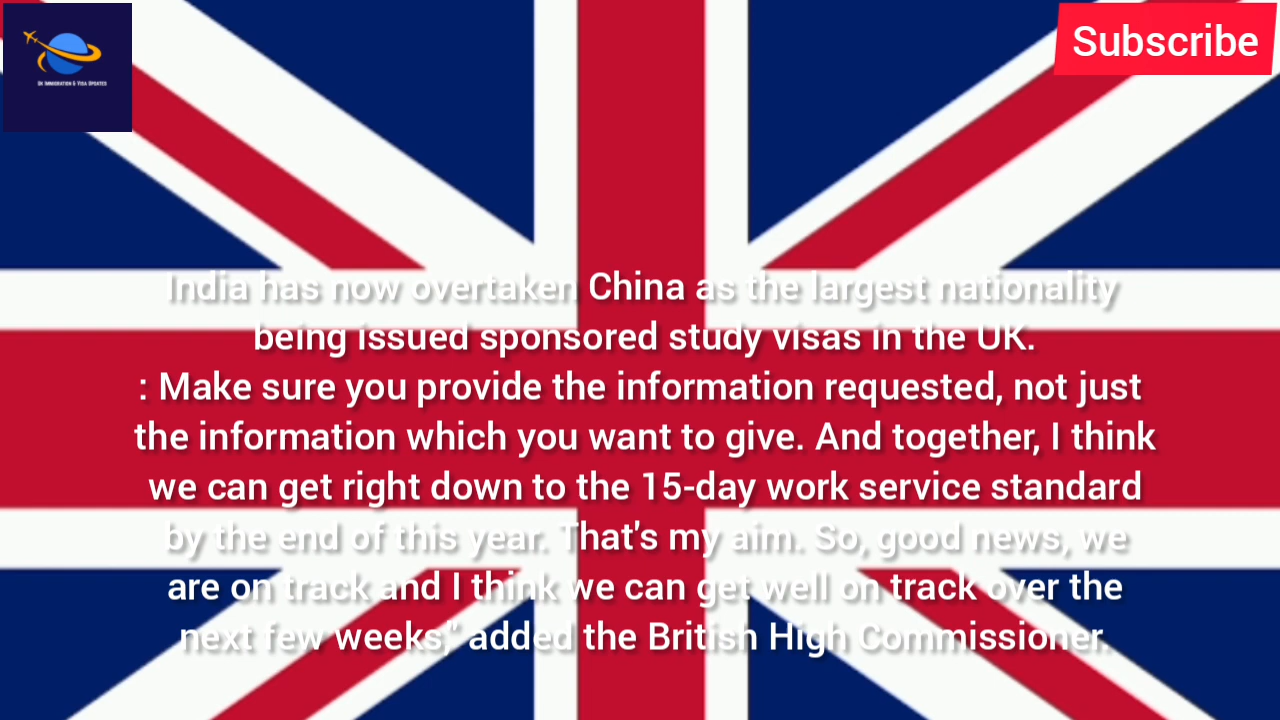 Subscribe
UK IMMIGRATION & VISA UPDATES
India has now overtaken China as the largest nationality
being issued sponsored study visas in the UK.
: Make sure you provide the information requested, not just
the information which you want to give. And together, I think
we can get right down to the 15-day work service standard
by the end of this year. That's my aim. So, good news, we
are on track and I think we can get well on track over the
next few weeks," added the British High Commissioner.